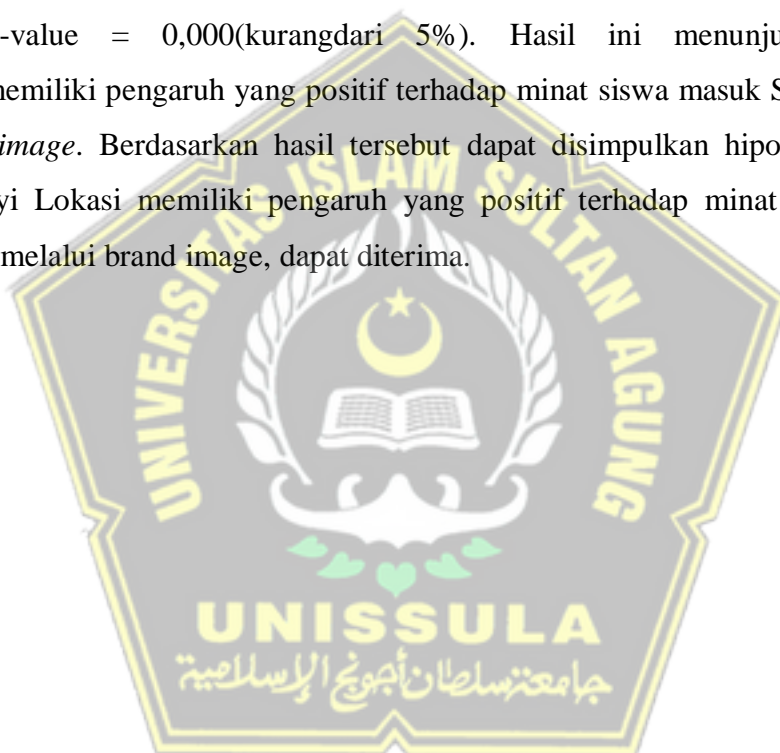 -value = 0,000(kurangdari 5%). Hasil ini menunju
memiliki pengaruh yang positif terhadap minat siswa masuk S
image. Berdasarkan hasil tersebut dapat disimpulkan hipo
yi Lokasi memiliki pengaruh yang positif terhadap minat
melalui brand image, dapat diterima.
UNIVERSITAS ISLAM SULTAN AGUNG
UNISSULA
جامعة سلطان أجونج الإسلامية